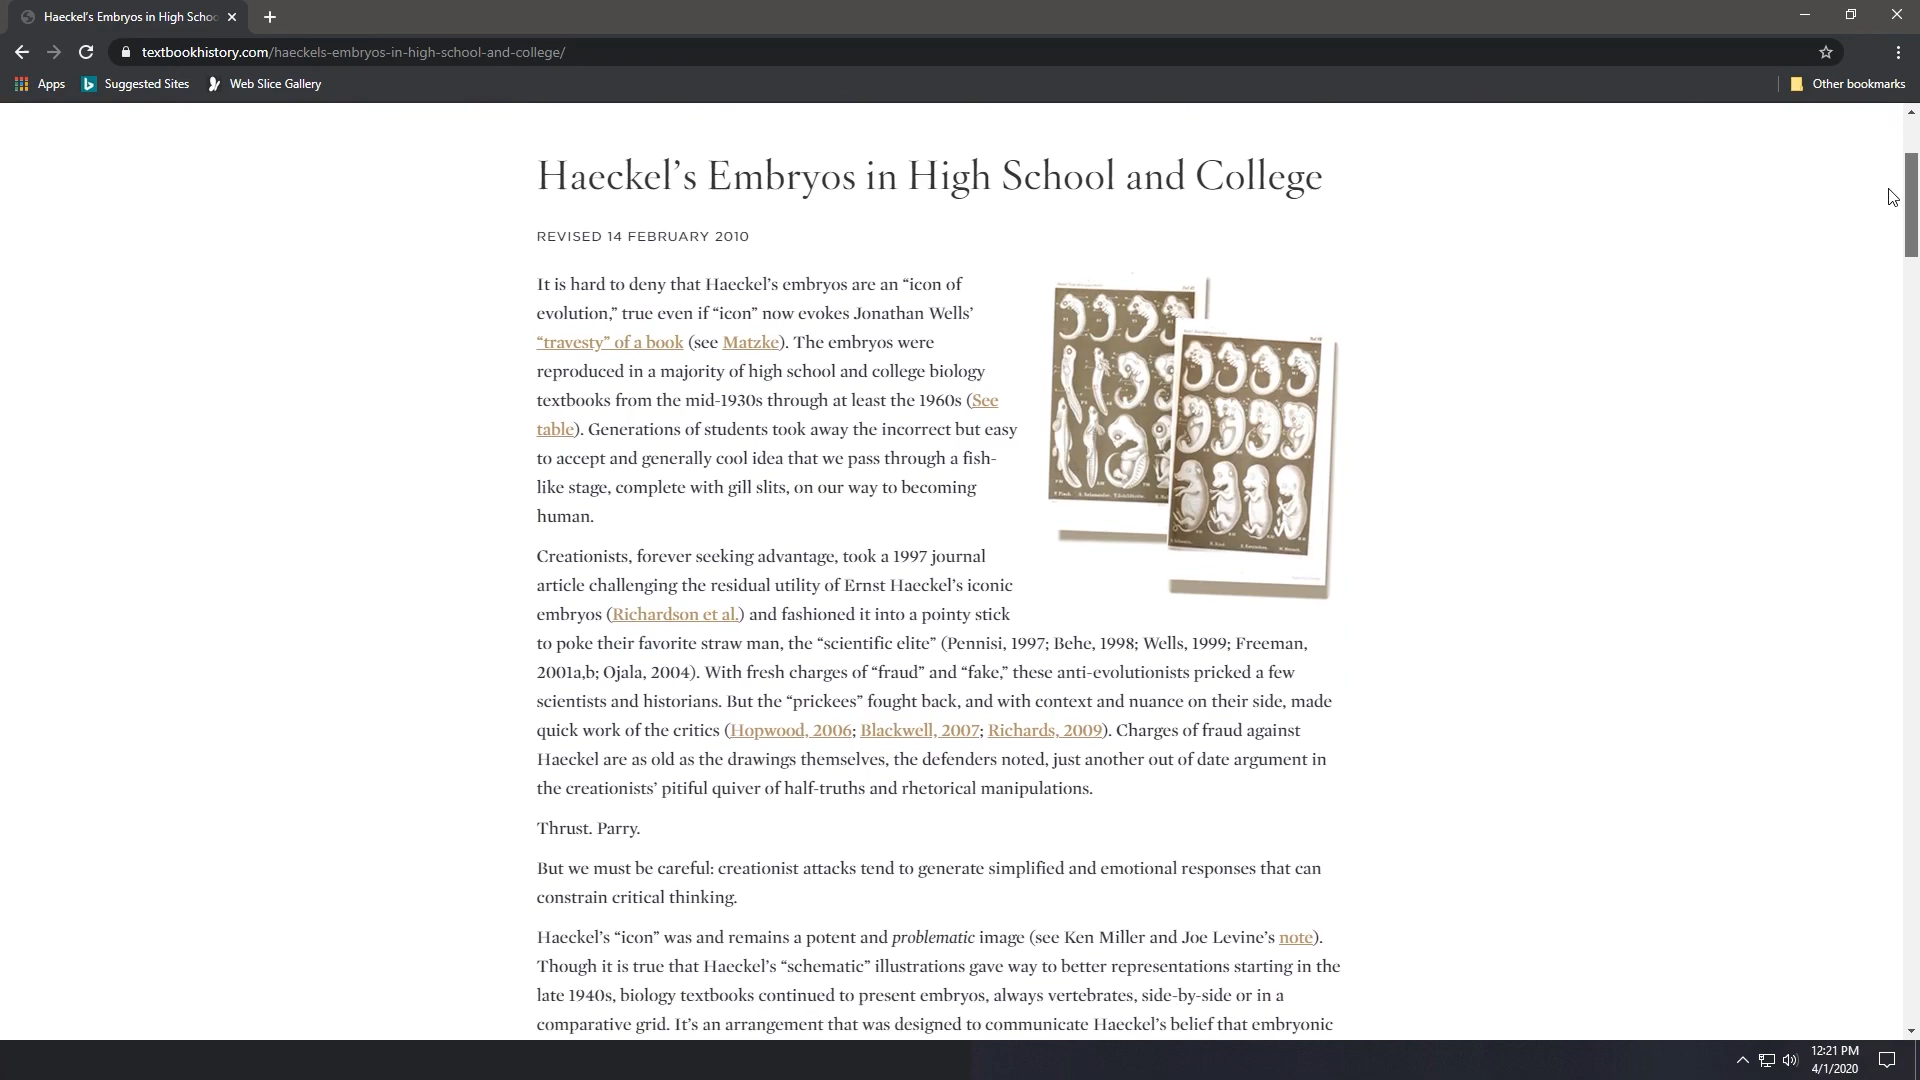 Haeckel's Embryos in High Schoo
textbookhistory.com/haeckels-embryos-in-high-school-and-college/
Apps
Suggested Sites
Web Slice Gallery
Other bookmarks
Haeckel’s Embryos in High School and College
REVISED 14 FEBRUARY 2010
It is hard to deny that Haeckel’s embryos are an “icon of
evolution,” true even if “icon” now evokes Jonathan Wells’
“travesty” of a book (see Matzke). The embryos were
reproduced in a majority of high school and college biology
textbooks from the mid-1930s through at least the 1960s (See
table). Generations of students took away the incorrect but easy
to accept and generally cool idea that we pass through a fish-
like stage, complete with gill slits, on our way to becoming
human.
Creationists, forever seeking advantage, took a 1997 journal
article challenging the residual utility of Ernst Haeckel’s iconic
embryos (Richardson et al.) and fashioned it into a pointy stick
to poke their favorite straw man, the “scientific elite” (Pennisi, 1997; Behe, 1998; Wells, 1999; Freeman,
2001a,b; Ojala, 2004). With fresh charges of “fraud” and “fake,” these anti-evolutionists pricked a few
scientists and historians. But the “prickees” fought back, and with context and nuance on their side, made
quick work of the critics (Hopwood, 2006; Blackwell, 2007; Richards, 2009). Charges of fraud against
Haeckel are as old as the drawings themselves, the defenders noted, just another out of date argument in
the creationists’ pitiful quiver of half-truths and rhetorical manipulations.
Thrust. Parry.
But we must be careful: creationist attacks tend to generate simplified and emotional responses that can
constrain critical thinking.
Haeckel’s “icon” was and remains a potent and problematic image (see Ken Miller and Joe Levine’s note).
Though it is true that Haeckel’s “schematic” illustrations gave way to better representations starting in the
late 1940s, biology textbooks continued to present embryos, always vertebrates, side-by-side or in a
comparative grid. It’s an arrangement that was designed to communicate Haeckel’s belief that embryonic
12:21 PM
4/1/2020